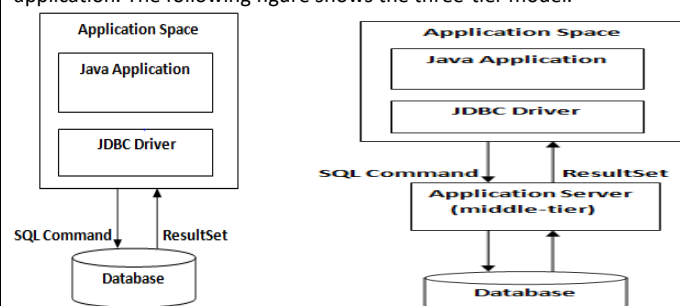 application. The following figure shows the three-tier model.
Application Space
Java Application
JDBC Driver
SQL Command
ResultSet
Database
Application Space
Java Application
JDBC Driver
SQL Command
ResultSet
Application Server
(middle-tier)
Database